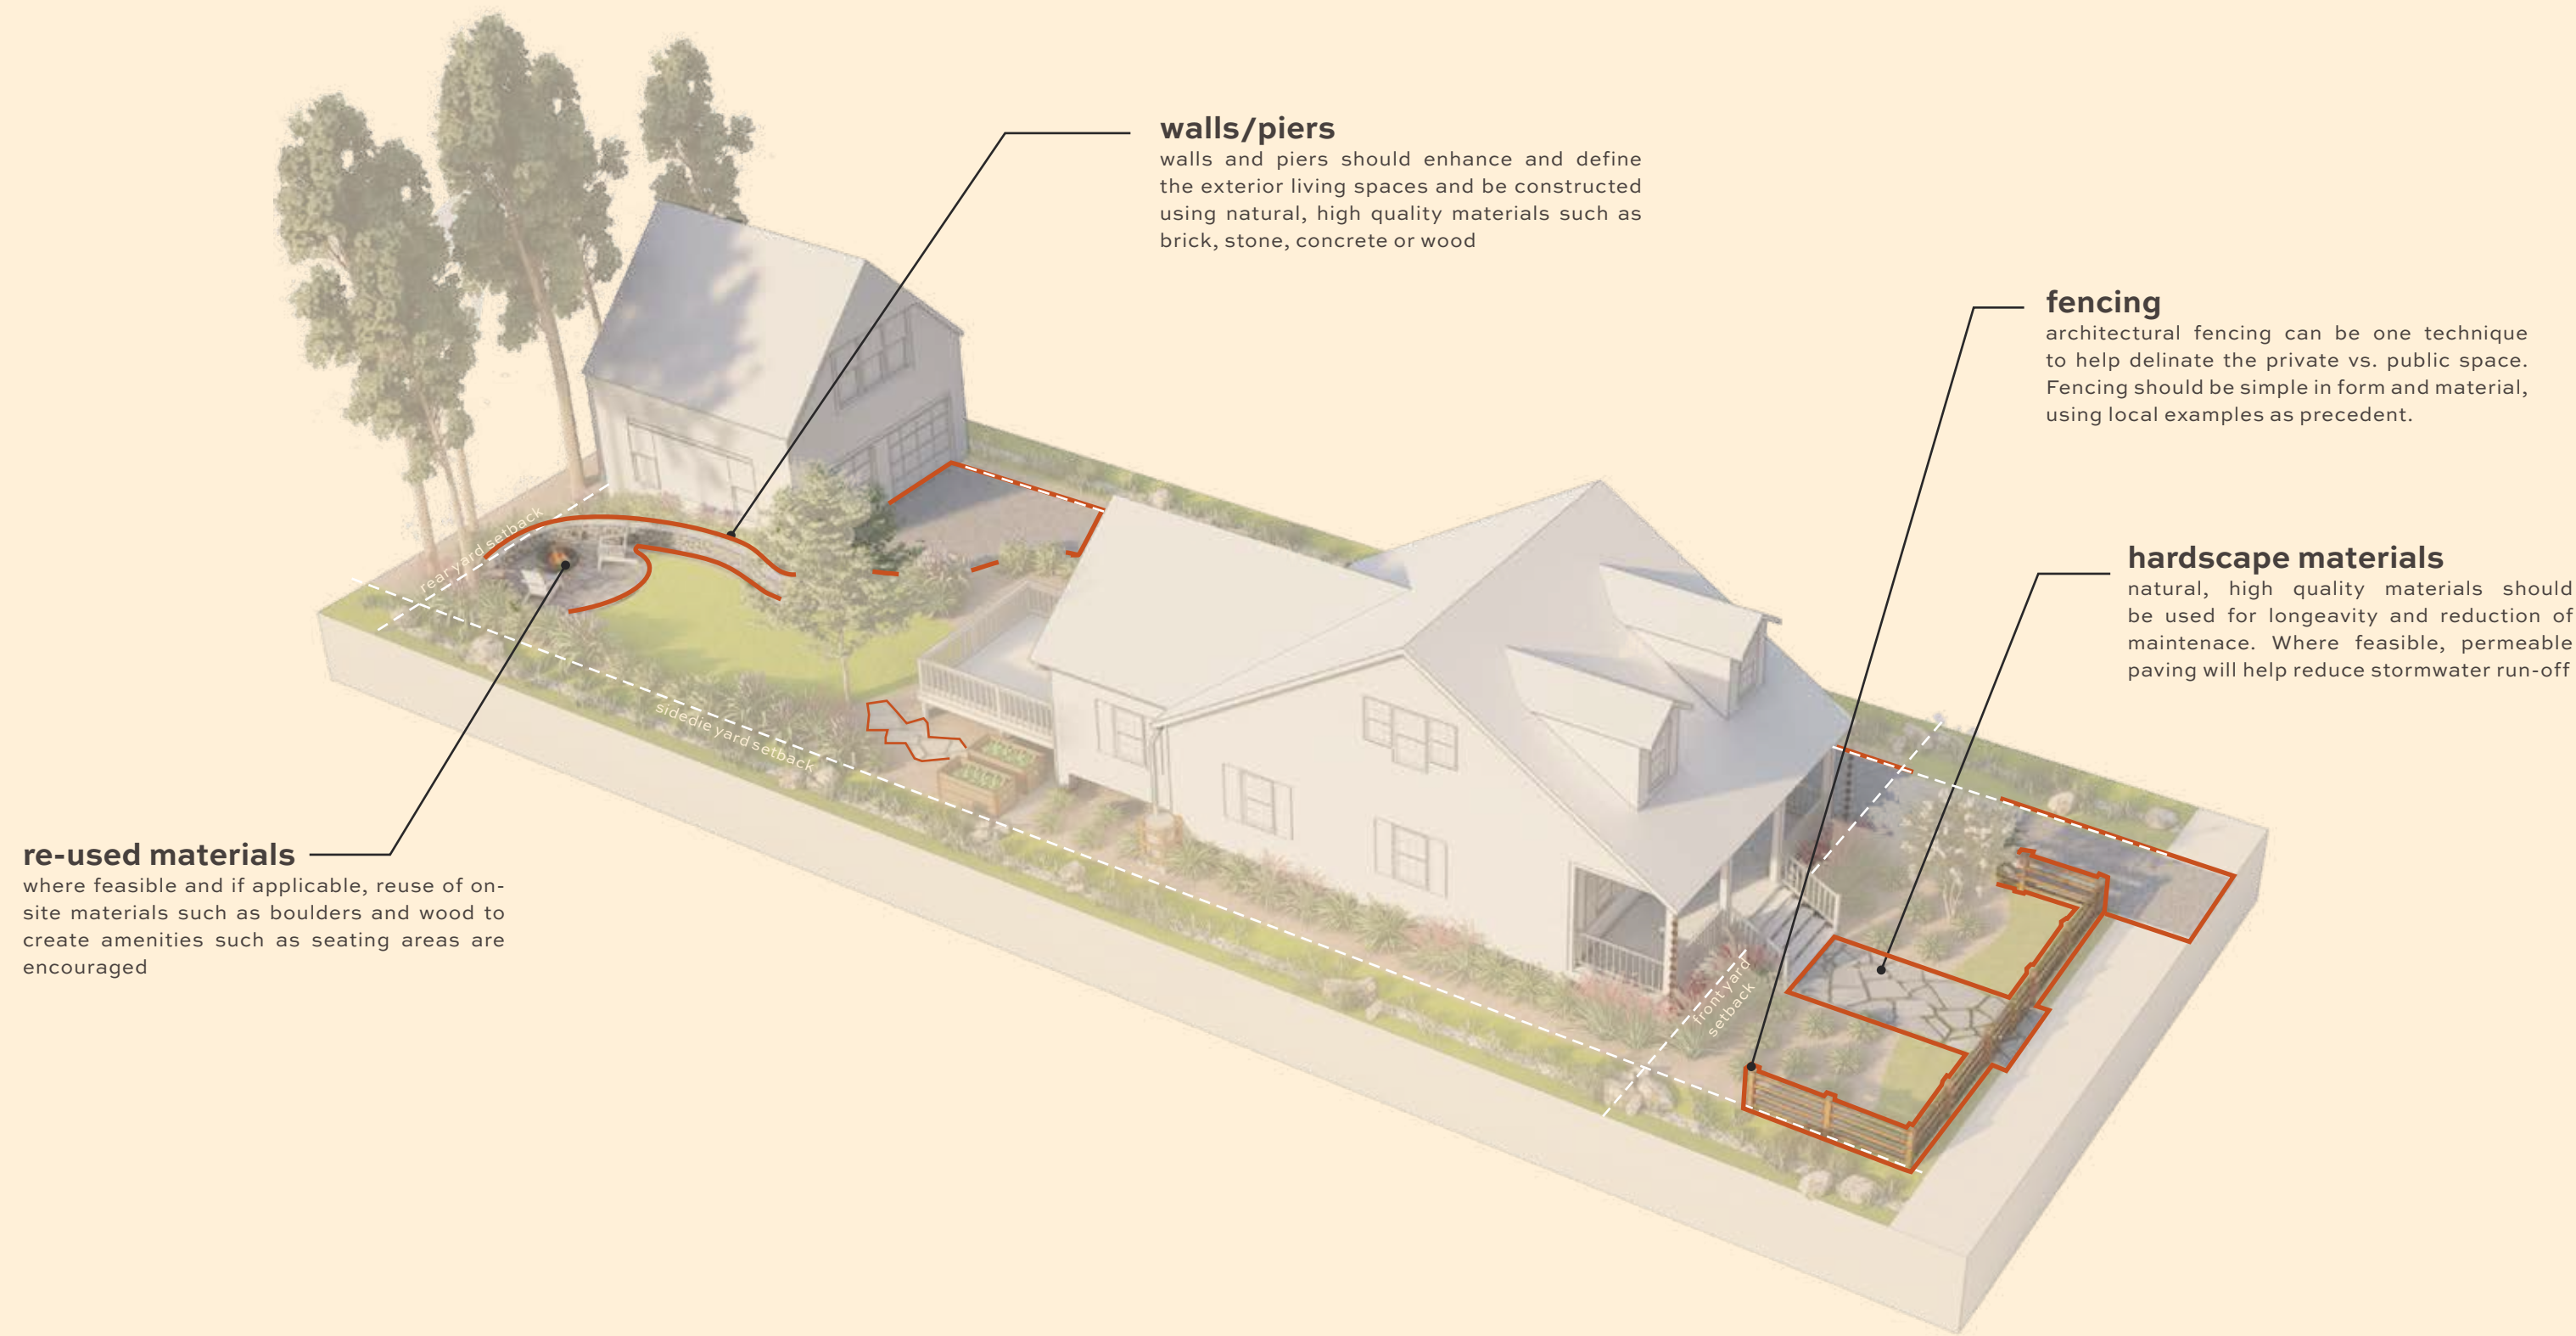 walls/piers
walls and piers should enhance and define
the exterior living spaces and be constructed
using natural, high quality materials such as
brick, stone, concrete or wood
fencing
architectural fencing can be one technique
to help delinate the private vs. public space.
Fencing should be simple in form and material,
using local examples as precedent.
hardscape materials
natural, high quality materials should
be used for longeavity and reduction of
maintenace. Where feasible, permeable
paving will help reduce stormwater run-off
rear yard setback
sidedie yard setback
front yard
setback
re-used materials
where feasible and if applicable, reuse of on-
site materials such as boulders and wood to
create amenities such as seating areas are
encouraged